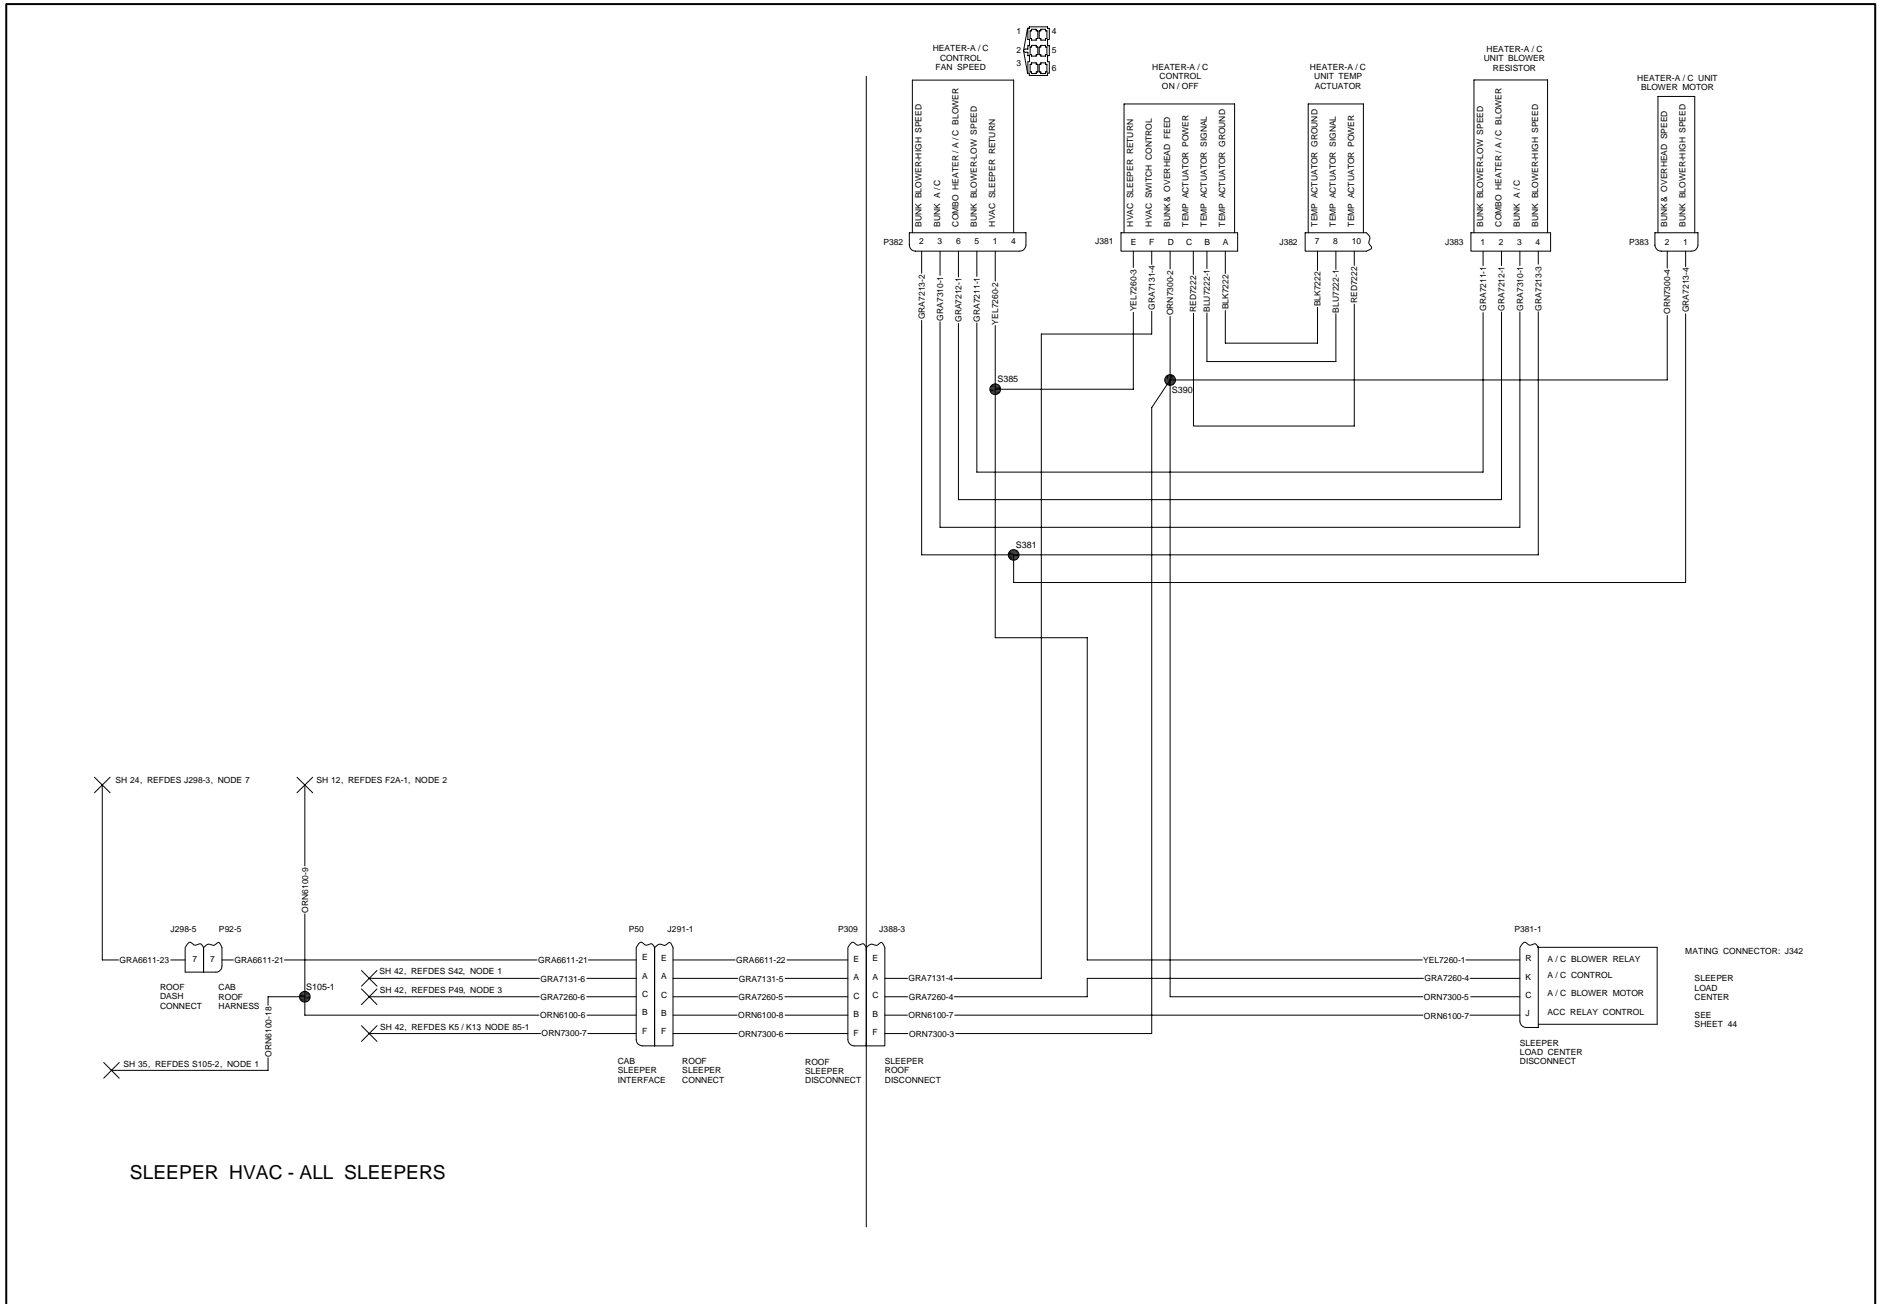 1 4
2 5
3 6
HEATER-A / C
CONTROL
FAN SPEED
HEATER-A / C
CONTROL
ON / OFF
HEATER-A / C
UNIT TEMP
ACTUATOR
HEATER-A / C
UNIT BLOWER
RESISTOR
HEATER-A / C UNIT
BLOWER MOTOR
BUNK BLOWER-HIGH SPEED
BUNK A / C
COMBO HEATER / A / C BLOWER
BUNK BLOWER-LOW SPEED
HVAC SLEEPER RETURN
HVAC SLEEPER RETURN
HVAC SWITCH CONTROL
BUNK & OVERHEAD FEED
TEMP ACTUATOR POWER
TEMP ACTUATOR SIGNAL
TEMP ACTUATOR GROUND
TEMP ACTUATOR GROUND
TEMP ACTUATOR SIGNAL
TEMP ACTUATOR POWER
BUNK BLOWER-LOW SPEED
COMBO HEATER / A / C BLOWER
BUNK A / C
BUNK BLOWER-HIGH SPEED
BUNK & OVERHEAD SPEED
BUNK BLOWER-HIGH SPEED
P382 2 3 6 5 1 4
J381 E F D C B A
J382 7 8 10
J383 1 2 3 4
P383 2 1
GRA7213-2
GRA7310-1
GRA7212-1
GRA7211-1
YEL7260-2
YEL7260-3
GRA7131-4
ORN7300-2
RED7222
BLU7222-1
BLK7222
BLK7222
BLU7222-1
RED7222
GRA7211-1
GRA7212-1
GRA7310-1
GRA7213-3
ORN7300-4
GRA7213-4
S385
S390
S381
SH 24, REFDES J298-3, NODE 7
SH 12, REFDES F2A-1, NODE 2
ORN6100-9
J298-5 P92-5
GRA6611-23 7 7 GRA6611-21
ROOF
DASH
CONNECT
CAB
ROOF
HARNESS
S105-1
ORN6100-18
SH 35, REFDES S105-2, NODE 1
SH 42, REFDES S42, NODE 1
SH 42, REFDES P49, NODE 3
SH 42, REFDES K5 / K13 NODE 85-1
P50 J291-1
GRA6611-21 E E GRA6611-22
GRA7131-6 A A GRA7131-5
GRA7260-6 C C GRA7260-5
ORN6100-6 B B ORN6100-8
ORN7300-7 F F ORN7300-6
CAB
SLEEPER
INTERFACE
ROOF
SLEEPER
CONNECT
P309 J388-3
E E
A A GRA7131-4
C C GRA7260-4
B B ORN6100-7
F F ORN7300-3
ROOF
SLEEPER
DISCONNECT
SLEEPER
ROOF
DISCONNECT
P381-1
YEL7260-1 R A / C BLOWER RELAY
GRA7260-4 K A / C CONTROL
ORN7300-5 C A / C BLOWER MOTOR
ORN6100-7 J ACC RELAY CONTROL
SLEEPER
LOAD CENTER
DISCONNECT
MATING CONNECTOR: J342
SLEEPER
LOAD
CENTER
SEE
SHEET 44
SLEEPER HVAC - ALL SLEEPERS